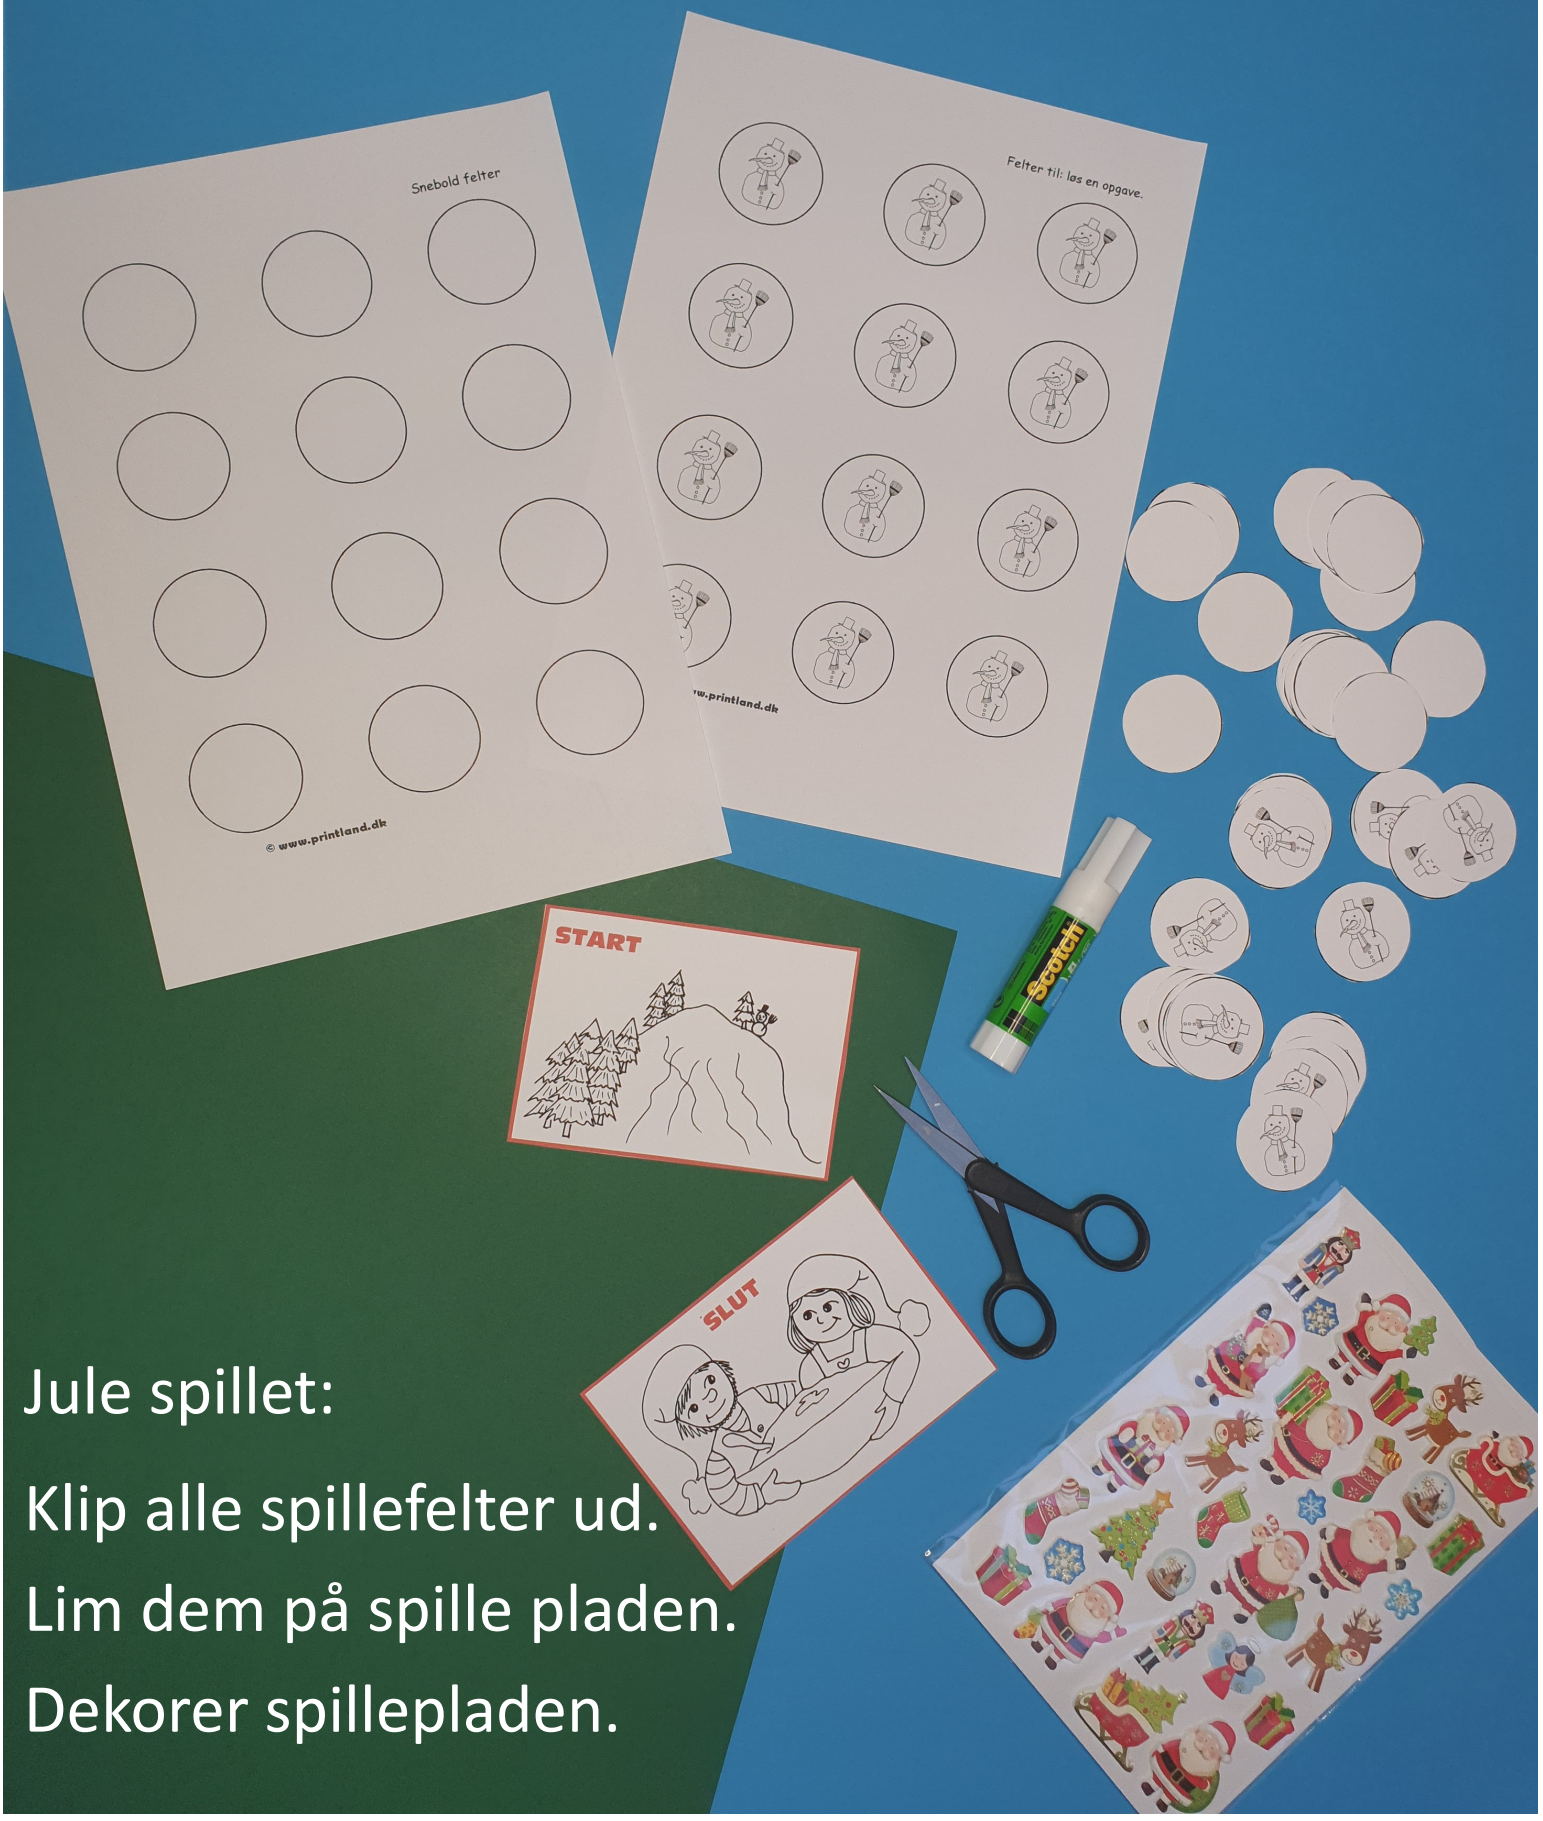 Snebold felter
© www.printland.dk
Felter til: løs en opgave.
w.printland.dk
START
Scotch
SLUT
Jule spillet:
Klip alle spillefelter ud.
Lim dem på spille pladen.
Dekorer spillepladen.